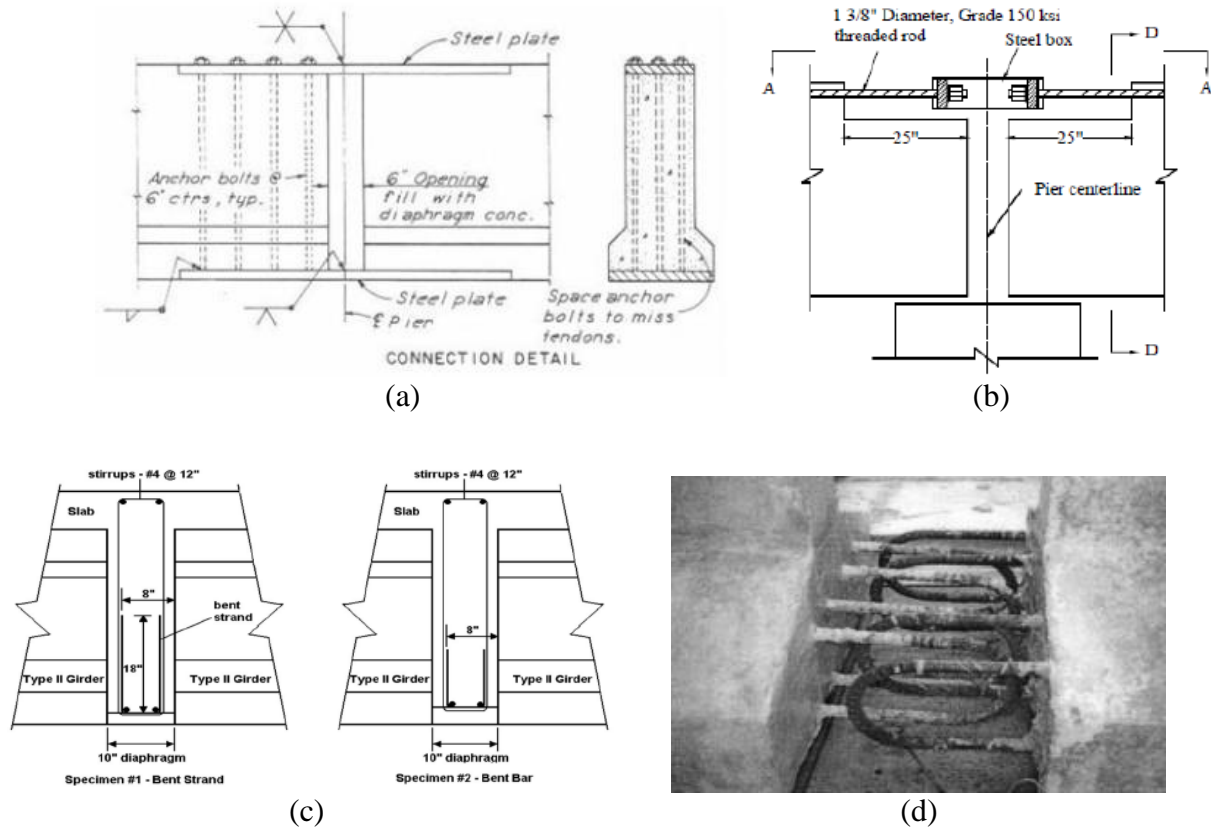 Steel plate
Anchor bolts @
6" ctrs, typ.
6" Opening
fill with
diaphragm conc.
Steel plate
℄ Pier
Space anchor
bolts to miss
tendons.
CONNECTION DETAIL
(a)
1 3/8" Diameter, Grade 150 ksi
threaded rod
Steel box
D
A
A
25"
25"
Pier centerline
D
(b)
stirrups - #4 @ 12"
Slab
8"
bent
strand
18"
Type II Girder
Type II Girder
10" diaphragm
Specimen #1 - Bent Strand
stirrups - #4 @ 12"
Slab
8"
Type II Girder
Type II Girder
10" diaphragm
Specimen #2 - Bent Bar
(c)
(d)